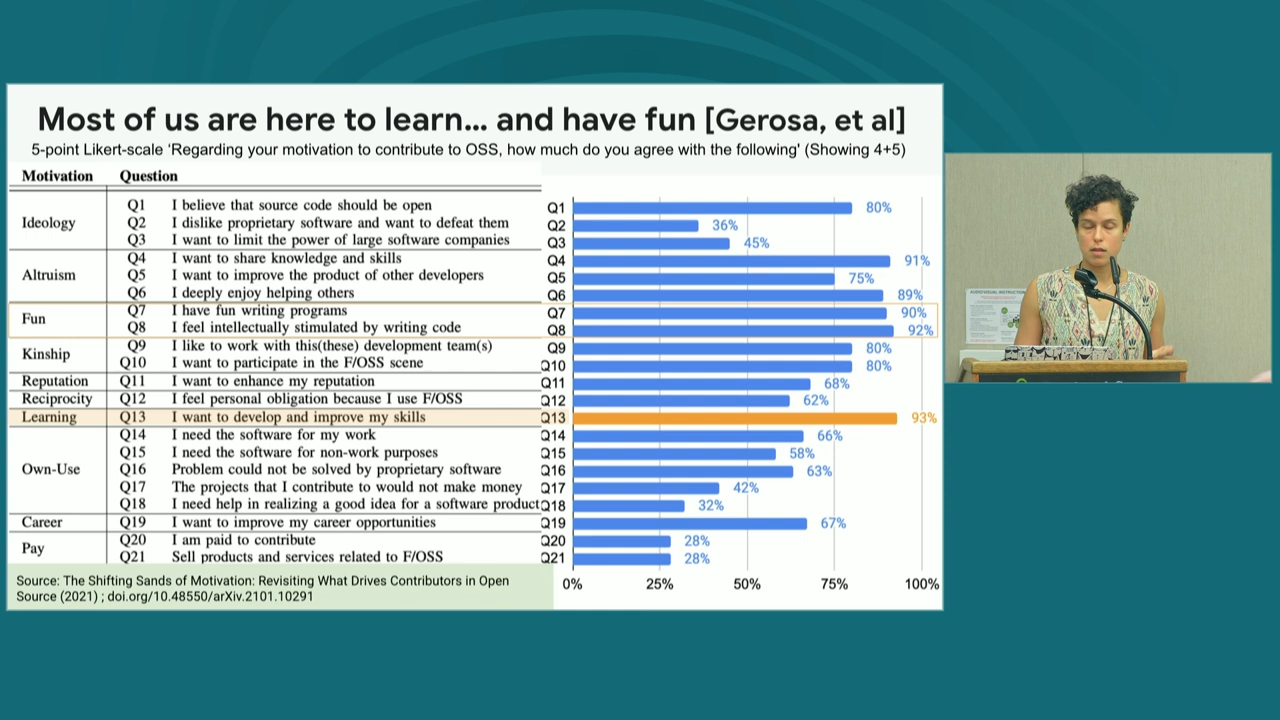 Most of us are here to learn... and have fun [Gerosa, et al]
5-point Likert-scale 'Regarding your motivation to contribute to OSS, how much do you agree with the following' (Showing 4+5)
Motivation Question
Ideology
Q1 I believe that source code should be open
Q2 I dislike proprietary software and want to defeat them
Q3 I want to limit the power of large software companies
Altruism
Q4 I want to share knowledge and skills
Q5 I want to improve the product of other developers
Q6 I deeply enjoy helping others
Fun
Q7 I have fun writing programs
Q8 I feel intellectually stimulated by writing code
Kinship
Q9 I like to work with this(these) development team(s)
Q10 I want to participate in the F/OSS scene
Reputation Q11 I want to enhance my reputation
Reciprocity Q12 I feel personal obligation because I use F/OSS
Learning Q13 I want to develop and improve my skills
Own-Use
Q14 I need the software for my work
Q15 I need the software for non-work purposes
Q16 Problem could not be solved by proprietary software
Q17 The projects that I contribute to would not make money
Q18 I need help in realizing a good idea for a software product
Career Q19 I want to improve my career opportunities
Pay
Q20 I am paid to contribute
Q21 Sell products and services related to F/OSS
Q1 80%
Q2 36%
Q3 45%
Q4 91%
Q5 75%
Q6 89%
Q7 90%
Q8 92%
Q9 80%
Q10 80%
Q11 68%
Q12 62%
Q13 93%
Q14 66%
Q15 58%
Q16 63%
Q17 42%
Q18 32%
Q19 67%
Q20 28%
Q21 28%
0% 25% 50% 75% 100%
Source: The Shifting Sands of Motivation: Revisiting What Drives Contributors in Open
Source (2021) ; doi.org/10.48550/arXiv.2101.10291
AUDIOVISUAL INSTRUCTION